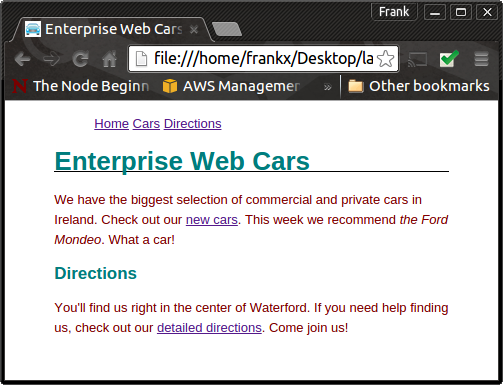 Frank
Enterprise Web Cars
file:///home/frankx/Desktop/la
The Node Beginn
AWS Managemer
»
Other bookmarks
Home Cars Directions
Enterprise Web Cars
We have the biggest selection of commercial and private cars in
Ireland. Check out our new cars. This week we recommend the Ford
Mondeo. What a car!
Directions
You'll find us right in the center of Waterford. If you need help finding
us, check out our detailed directions. Come join us!